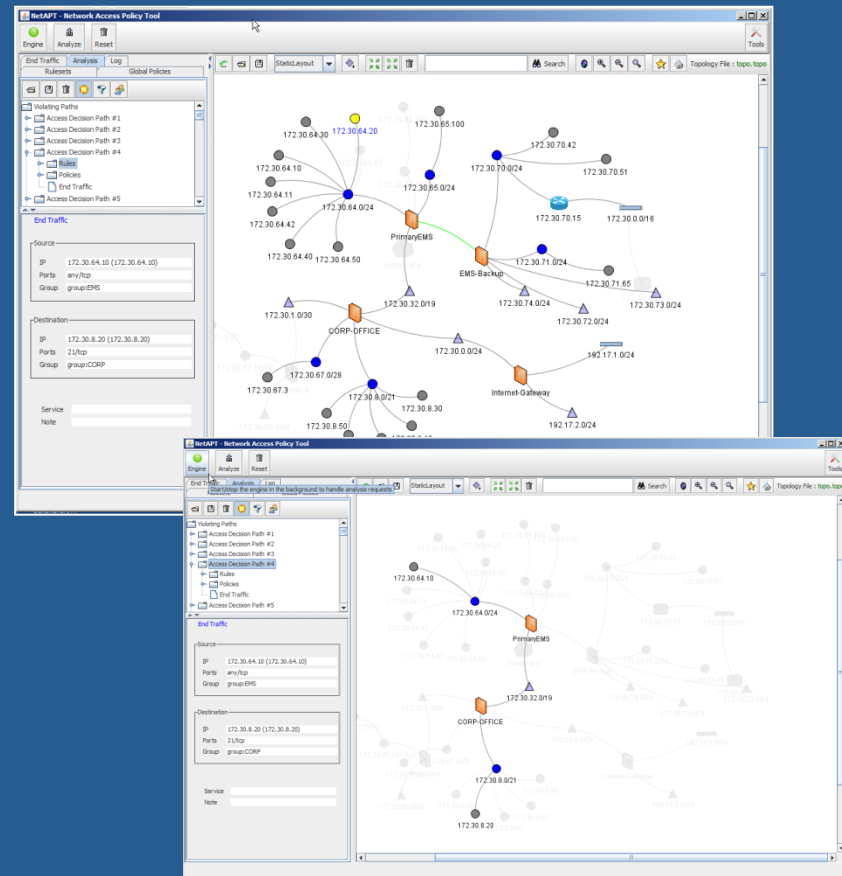 NetAPT - Network Access Policy Tool
Engine Analyze Reset Tools
End Traffic Analysis Log
Rulesets Global Policies
StaticLayout Search Topology File : topo.topo
Violating Paths
Access Decision Path #1
Access Decision Path #2
Access Decision Path #3
Access Decision Path #4
Rules
Policies
End Traffic
Access Decision Path #5
End Traffic
Source
IP 172.30.64.10 (172.30.64.10)
Ports any/tcp
Group group:EMS
Destination
IP 172.30.8.20 (172.30.8.20)
Ports 21/tcp
Group group:CORP
Service
Note
172.30.65.100
172.30.64.30
172.30.64.20
172.30.70.42
172.30.64.10
172.30.70.0/24
172.30.70.51
172.30.65.0/24
172.30.64.11
172.30.64.0/24
172.30.64.42
172.30.70.15
172.30.0.0/16
PrimaryEMS
172.30.64.40
172.30.64.50
EMS-Backup
172.30.71.0/24
172.30.71.65
172.30.32.0/19
172.30.74.0/24
172.30.73.0/24
172.30.1.0/30
172.30.72.0/24
CORP-OFFICE
172.30.0.0/24
192.17.1.0/24
172.30.67.0/28
172.30.67.3
Internet-Gateway
172.30.8.0/21
172.30.8.30
172.30.8.50
192.17.2.0/24
NetAPT - Network Access Policy Tool
Engine Analyze Reset Tools
End Traffic Analysis Log
Start/stop the engine in the background to handle analysis requests
StaticLayout Search Topology File : topo.topo
Violating Paths
Access Decision Path #1
Access Decision Path #2
Access Decision Path #3
Access Decision Path #4
Rules
Policies
End Traffic
Access Decision Path #5
End Traffic
Source
IP 172.30.64.10 (172.30.64.10)
Ports any/tcp
Group group:EMS
Destination
IP 172.30.8.20 (172.30.8.20)
Ports 21/tcp
Group group:CORP
Service
Note
172.30.64.10
172.30.64.0/24
PrimaryEMS
172.30.32.0/19
CORP-OFFICE
172.30.8.0/21
172.30.8.20